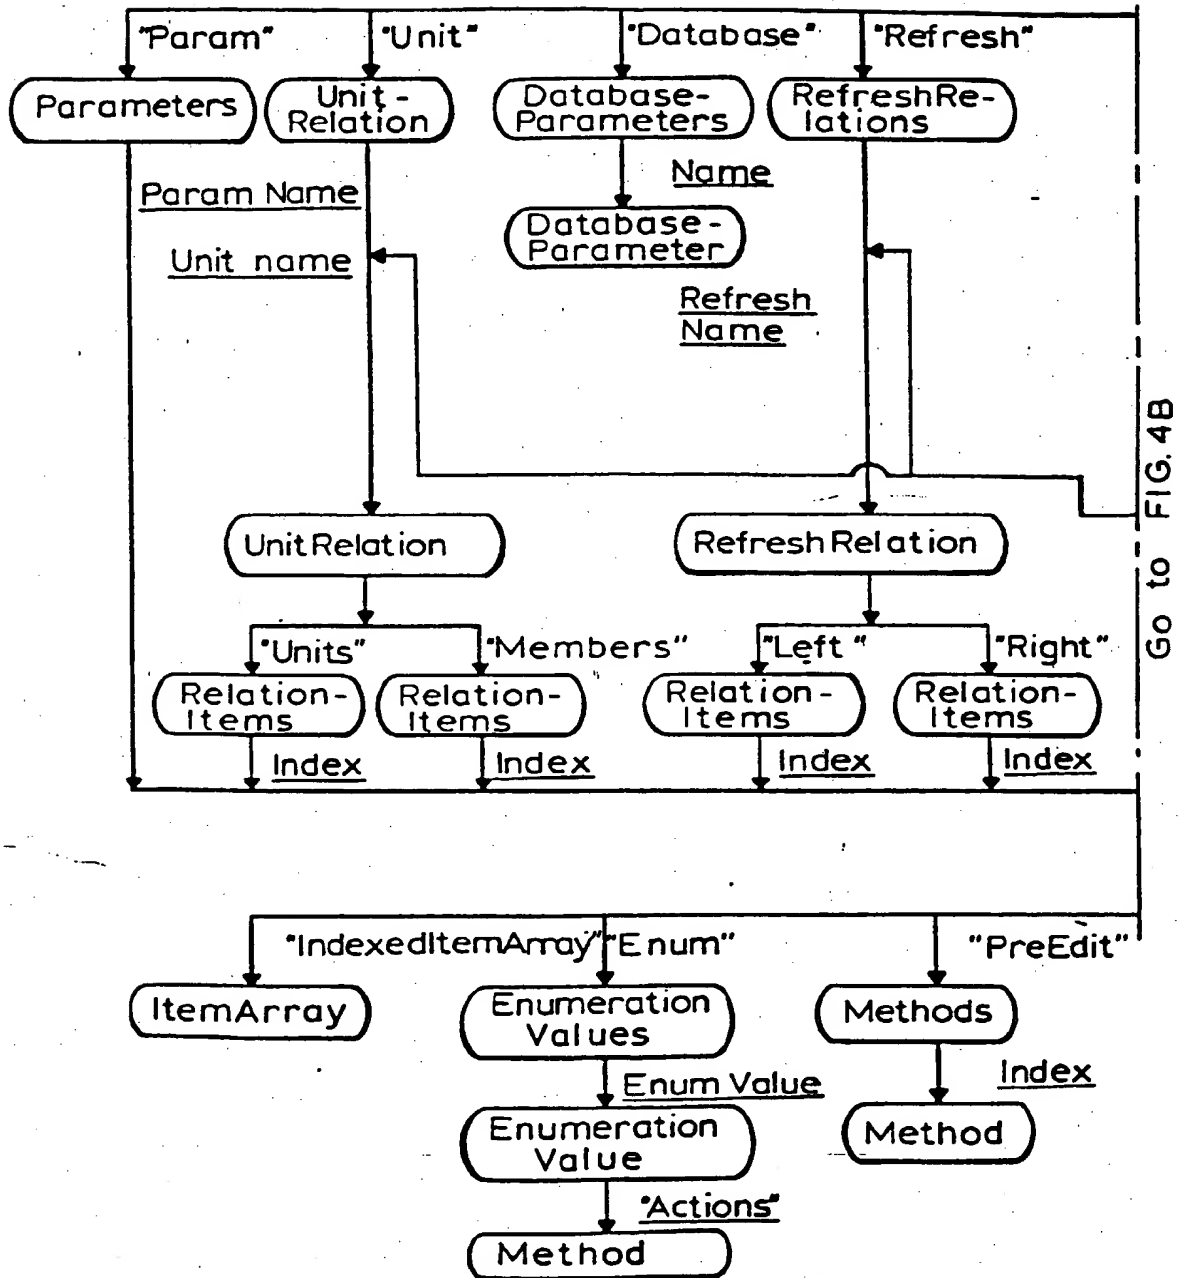 "Param"
"Unit"
"Database"
"Refresh"
Parameters
Unit-
Relation
Database-
Parameters
RefreshRe-
lations
Param Name
Name
Unit name
Database-
Parameter
Refresh
Name
Go to FIG. 4B
UnitRelation
RefreshRelation
"Units"
"Members"
"Left"
"Right"
Relation-
Items
Relation-
Items
Relation-
Items
Relation-
Items
Index
Index
Index
Index
"IndexedItemArray"
"Enum"
"PreEdit"
ItemArray
Enumeration
Values
Methods
Enum Value
Index
Enumeration
Value
Method
"Actions"
Method